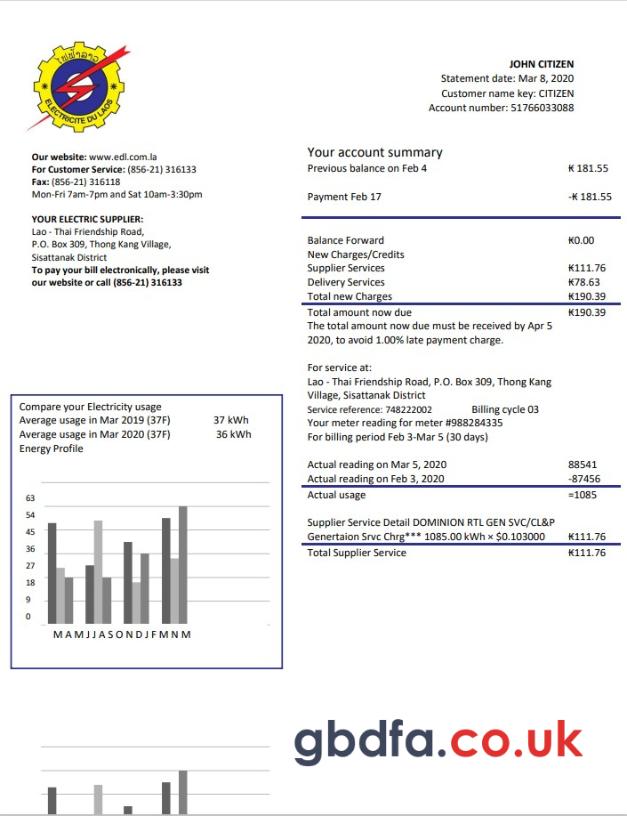 ໄຟຟ້າລາວ
ELECTRICITE DU LAOS
JOHN CITIZEN
Statement date: Mar 8, 2020
Customer name key: CITIZEN
Account number: 51766033088
Our website: www.edl.com.la
For Customer Service: (856-21) 316133
Fax: (856-21) 316118
Mon-Fri 7am-7pm and Sat 10am-3:30pm
YOUR ELECTRIC SUPPLIER:
Lao - Thai Friendship Road,
P.O. Box 309, Thong Kang Village,
Sisattanak District
To pay your bill electronically, please visit
our website or call (856-21) 316133
Your account summary
Previous balance on Feb 4 ₭ 181.55
Payment Feb 17 -₭ 181.55
Balance Forward ₭0.00
New Charges/Credits
Supplier Services ₭111.76
Delivery Services ₭78.63
Total new Charges ₭190.39
Total amount now due ₭190.39
The total amount now due must be received by Apr 5
2020, to avoid 1.00% late payment charge.
For service at:
Lao - Thai Friendship Road, P.O. Box 309, Thong Kang
Village, Sisattanak District
Service reference: 748222002 Billing cycle 03
Your meter reading for meter #988284335
For billing period Feb 3-Mar 5 (30 days)
Actual reading on Mar 5, 2020 88541
Actual reading on Feb 3, 2020 -87456
Actual usage =1085
Supplier Service Detail DOMINION RTL GEN SVC/CL&P
Genertaion Srvc Chrg*** 1085.00 kWh × $0.103000 ₭111.76
Total Supplier Service ₭111.76
Compare your Electricity usage
Average usage in Mar 2019 (37F) 37 kWh
Average usage in Mar 2020 (37F) 36 kWh
Energy Profile
63
54
45
36
27
18
9
0
M A M J J A S O N D J F M N M
gbdfa.co.uk